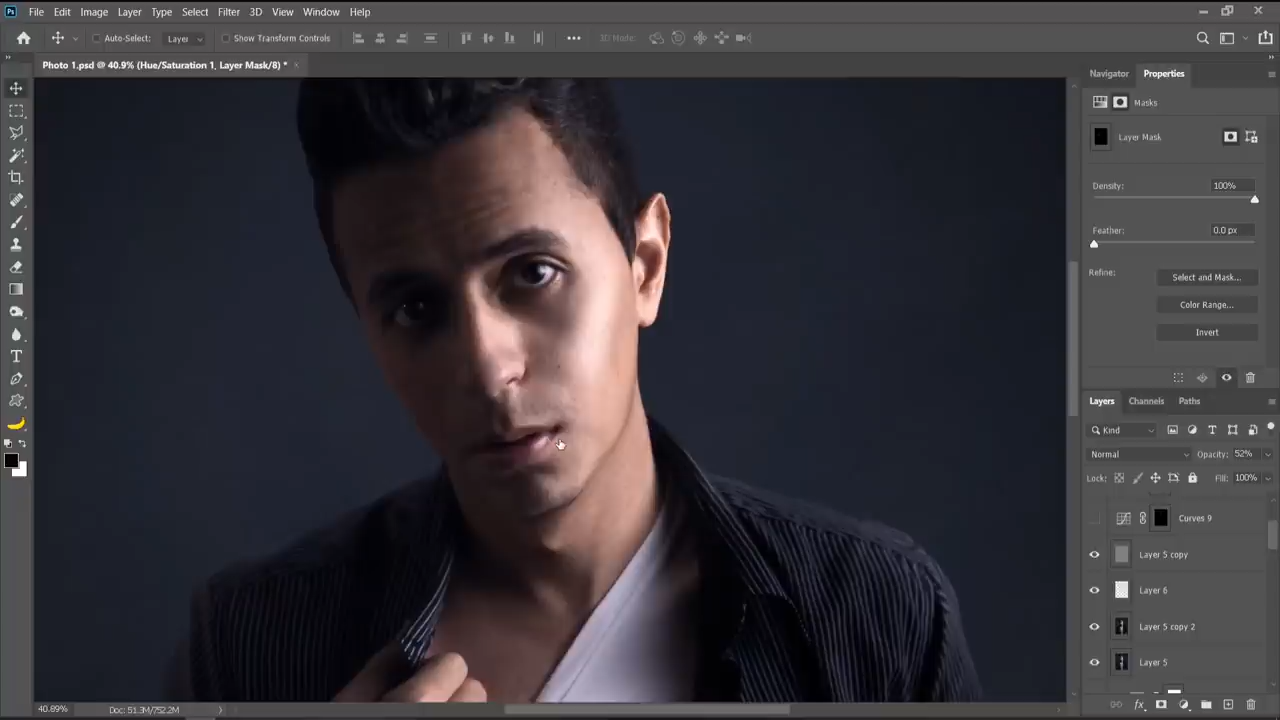 Ps File Edit Image Layer Type Select Filter 3D View Window Help
Auto-Select: Layer Show Transform Controls 3D Mode:
Photo 1.psd @ 40.9% (Hue/Saturation 1, Layer Mask/8) *
Navigator Properties
Masks
Layer Mask
Density: 100%
Feather: 0.0 px
Refine: Select and Mask...
Color Range...
Invert
Layers Channels Paths
Kind
Normal Opacity: 52%
Lock: Fill: 100%
Curves 9
Layer 5 copy
Layer 6
Layer 5 copy 2
Layer 5
40.89% Doc: 51.3M/752.2M